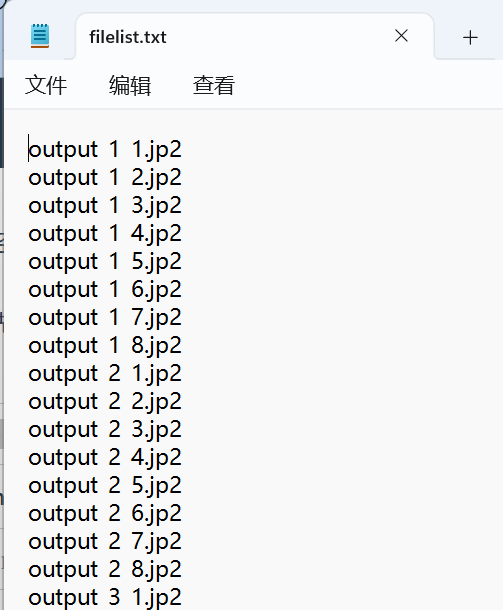 filelist.txt
文件 编辑 查看
output 1 1.jp2
output 1 2.jp2
output 1 3.jp2
output 1 4.jp2
output 1 5.jp2
output 1 6.jp2
output 1 7.jp2
output 1 8.jp2
output 2 1.jp2
output 2 2.jp2
output 2 3.jp2
output 2 4.jp2
output 2 5.jp2
output 2 6.jp2
output 2 7.jp2
output 2 8.jp2
output 3 1.jp2